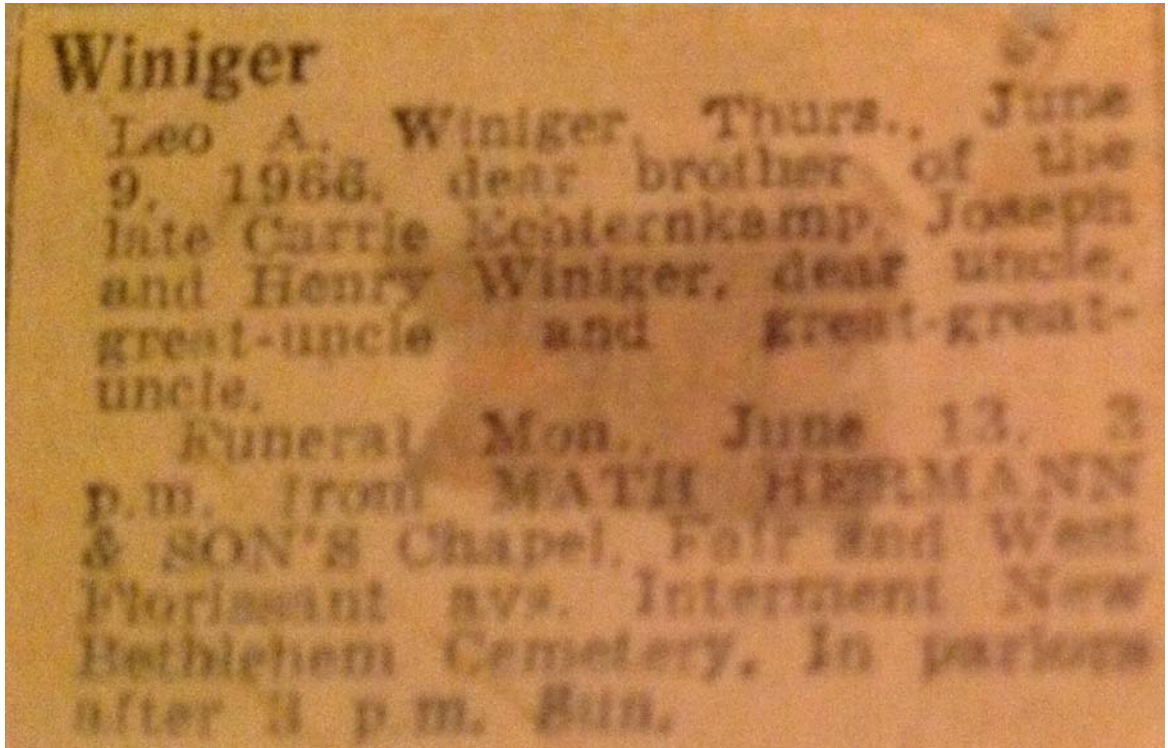 Winiger
Leo A. Winiger, Thurs., June
9, 1966, dear brother of the
late Carrie Echternkamp, Joseph
and Henry Winiger, dear uncle,
great-uncle and great-great-
uncle.
Funeral Mon., June 13, 3
p.m. from MATH HERMANN
& SON'S Chapel, Fair and West
Florissant avs. Interment New
Bethlehem Cemetery. In parlors
after 3 p.m. Sun.